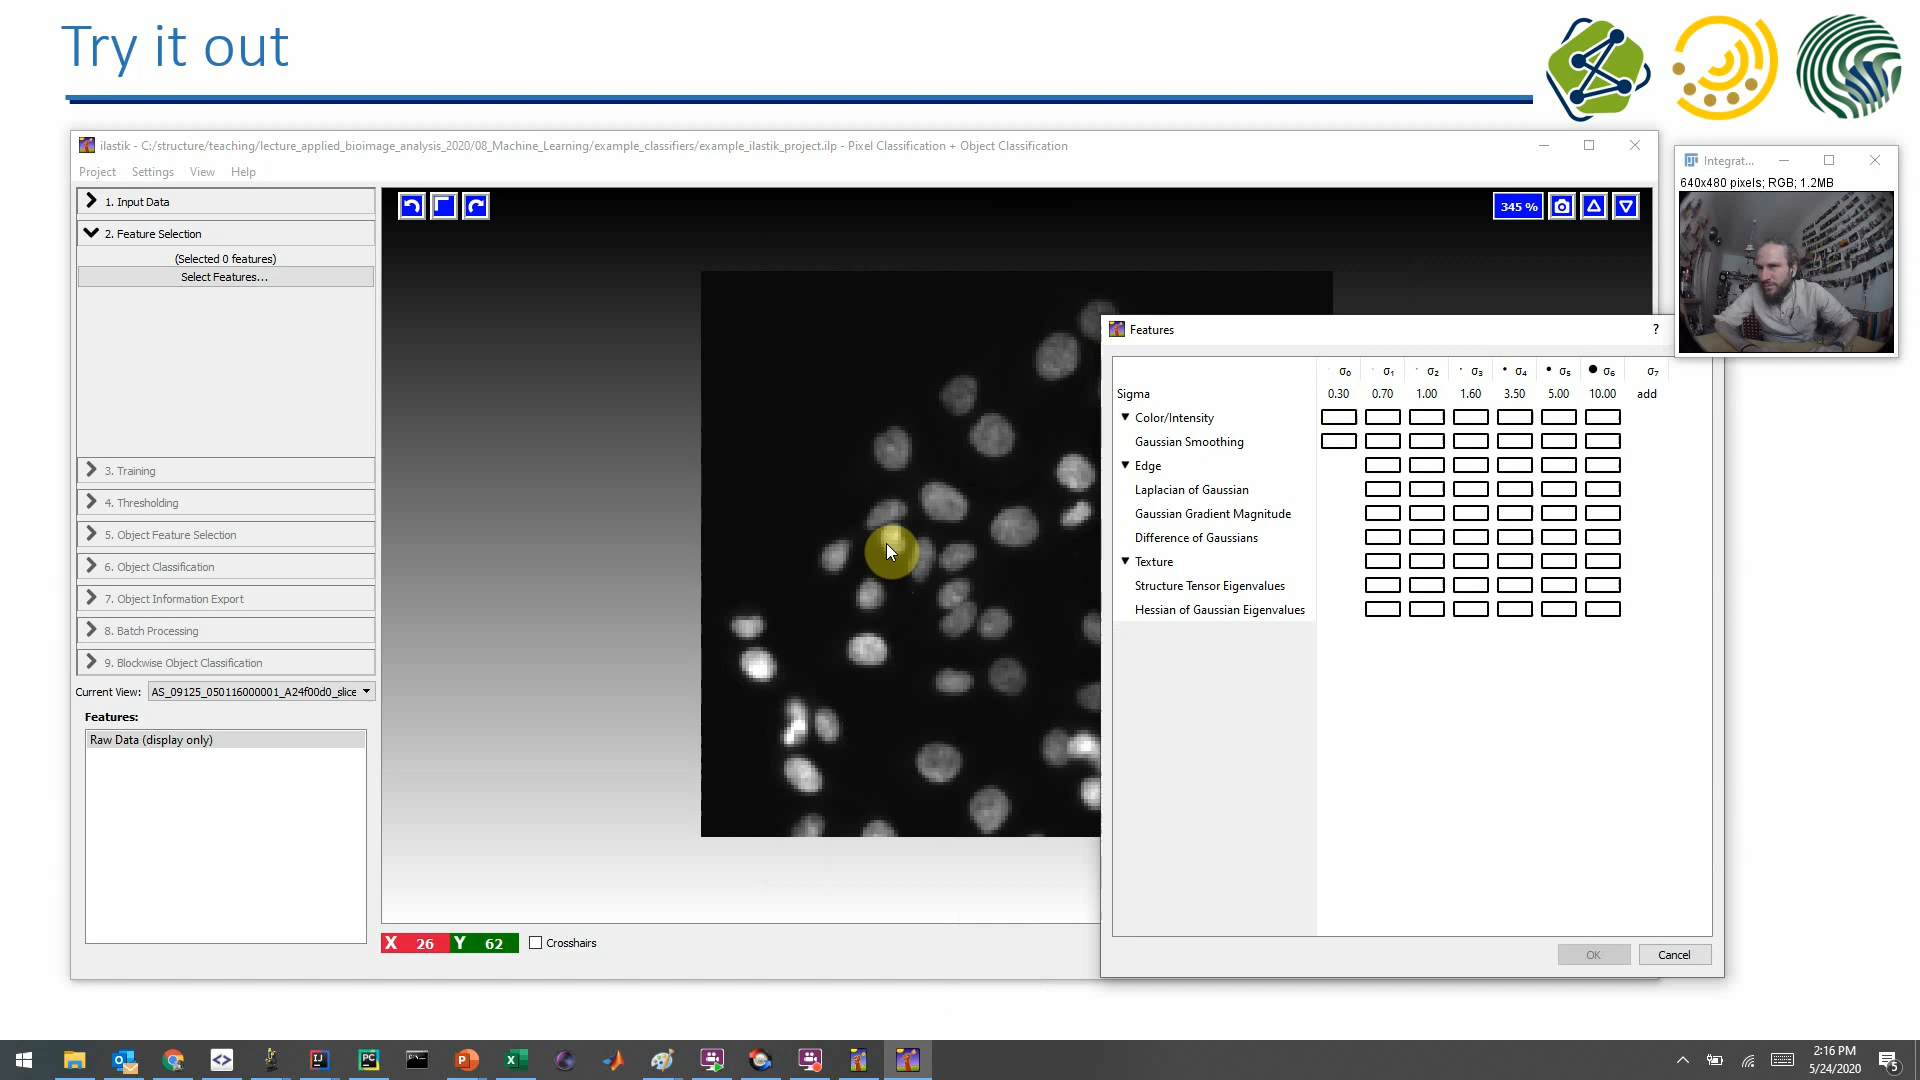 Try it out
ilastik - C:/structure/teaching/lecture_applied_bioimage_analysis_2020/08_Machine_Learning/example_classifiers/example_ilastik_project.ilp - Pixel Classification + Object Classification
Project Settings View Help
1. Input Data
2. Feature Selection
(Selected 0 features)
Select Features...
3. Training
4. Thresholding
5. Object Feature Selection
6. Object Classification
7. Object Information Export
8. Batch Processing
9. Blockwise Object Classification
Current View: AS_09125_050116000001_A24f00d0_slice
Features:
Raw Data (display only)
345 %
X 26 Y 62 Crosshairs
Integrat...
640x480 pixels; RGB; 1.2MB
Features ?
σ0 σ1 σ2 σ3 σ4 σ5 σ6 σ7
Sigma 0.30 0.70 1.00 1.60 3.50 5.00 10.00 add
Color/Intensity
Gaussian Smoothing
Edge
Laplacian of Gaussian
Gaussian Gradient Magnitude
Difference of Gaussians
Texture
Structure Tensor Eigenvalues
Hessian of Gaussian Eigenvalues
OK Cancel
2:16 PM
5/24/2020
5